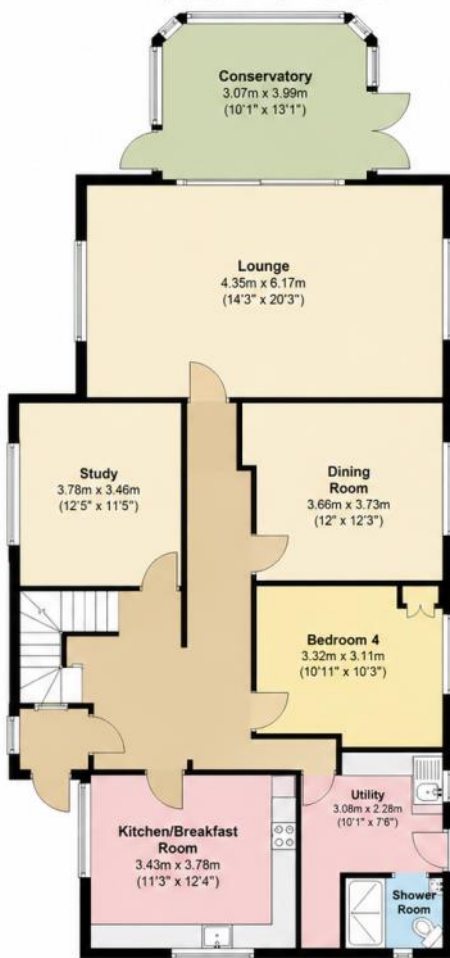 Conservatory
3.07m x 3.99m
(10'1" x 13'1")
Lounge
4.35m x 6.17m
(14'3" x 20'3")
Study
3.78m x 3.46m
(12'5" x 11'5")
Dining
Room
3.66m x 3.73m
(12" x 12'3")
Bedroom 4
3.32m x 3.11m
(10'11" x 10'3")
Kitchen/Breakfast
Room
3.43m x 3.78m
(11'3" x 12'4")
Utility
3.08m x 2.28m
(10'1" x 7'6")
Shower
Room